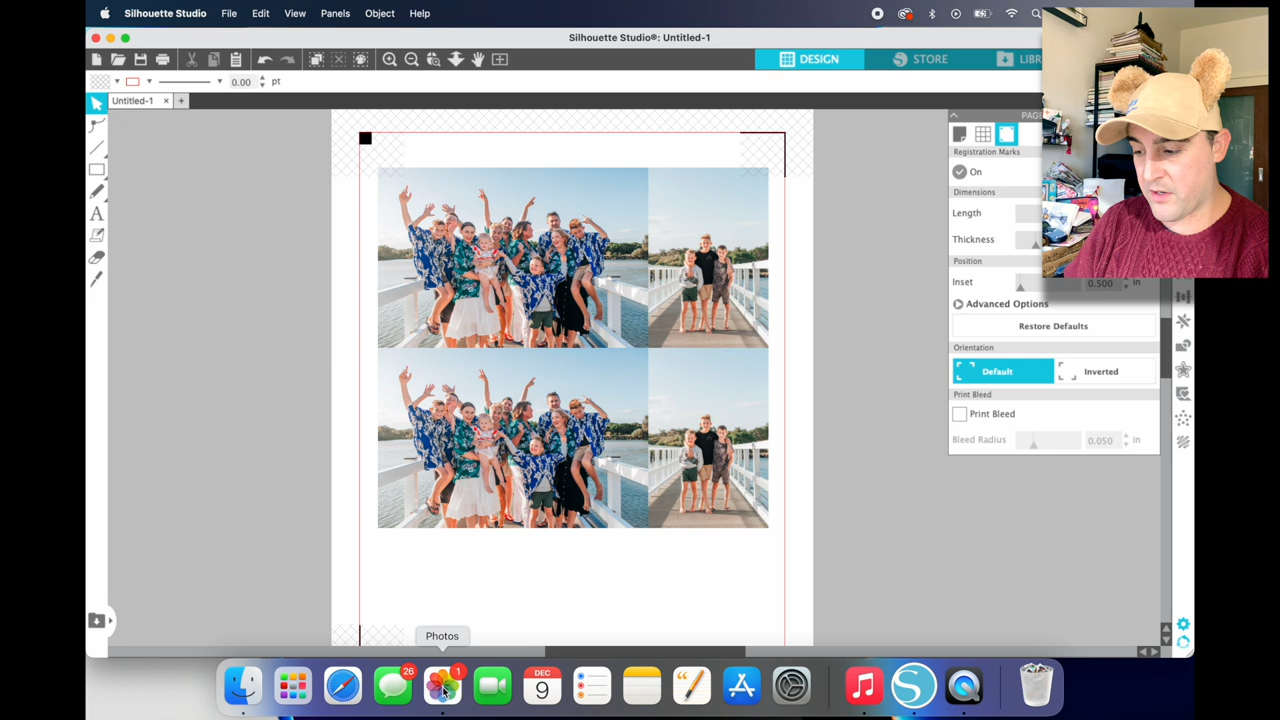 Silhouette Studio File Edit View Panels Object Help
Silhouette Studio®: Untitled-1
DESIGN STORE
0.00 pt
Untitled-1 × +
Registration Marks
On
Dimensions
Length
Thickness
Position
Inset 0.500 in
Advanced Options
Restore Defaults
Orientation
Default Inverted
Print Bleed
Print Bleed
Bleed Radius 0.050 in
Photos
26 1
DEC
9